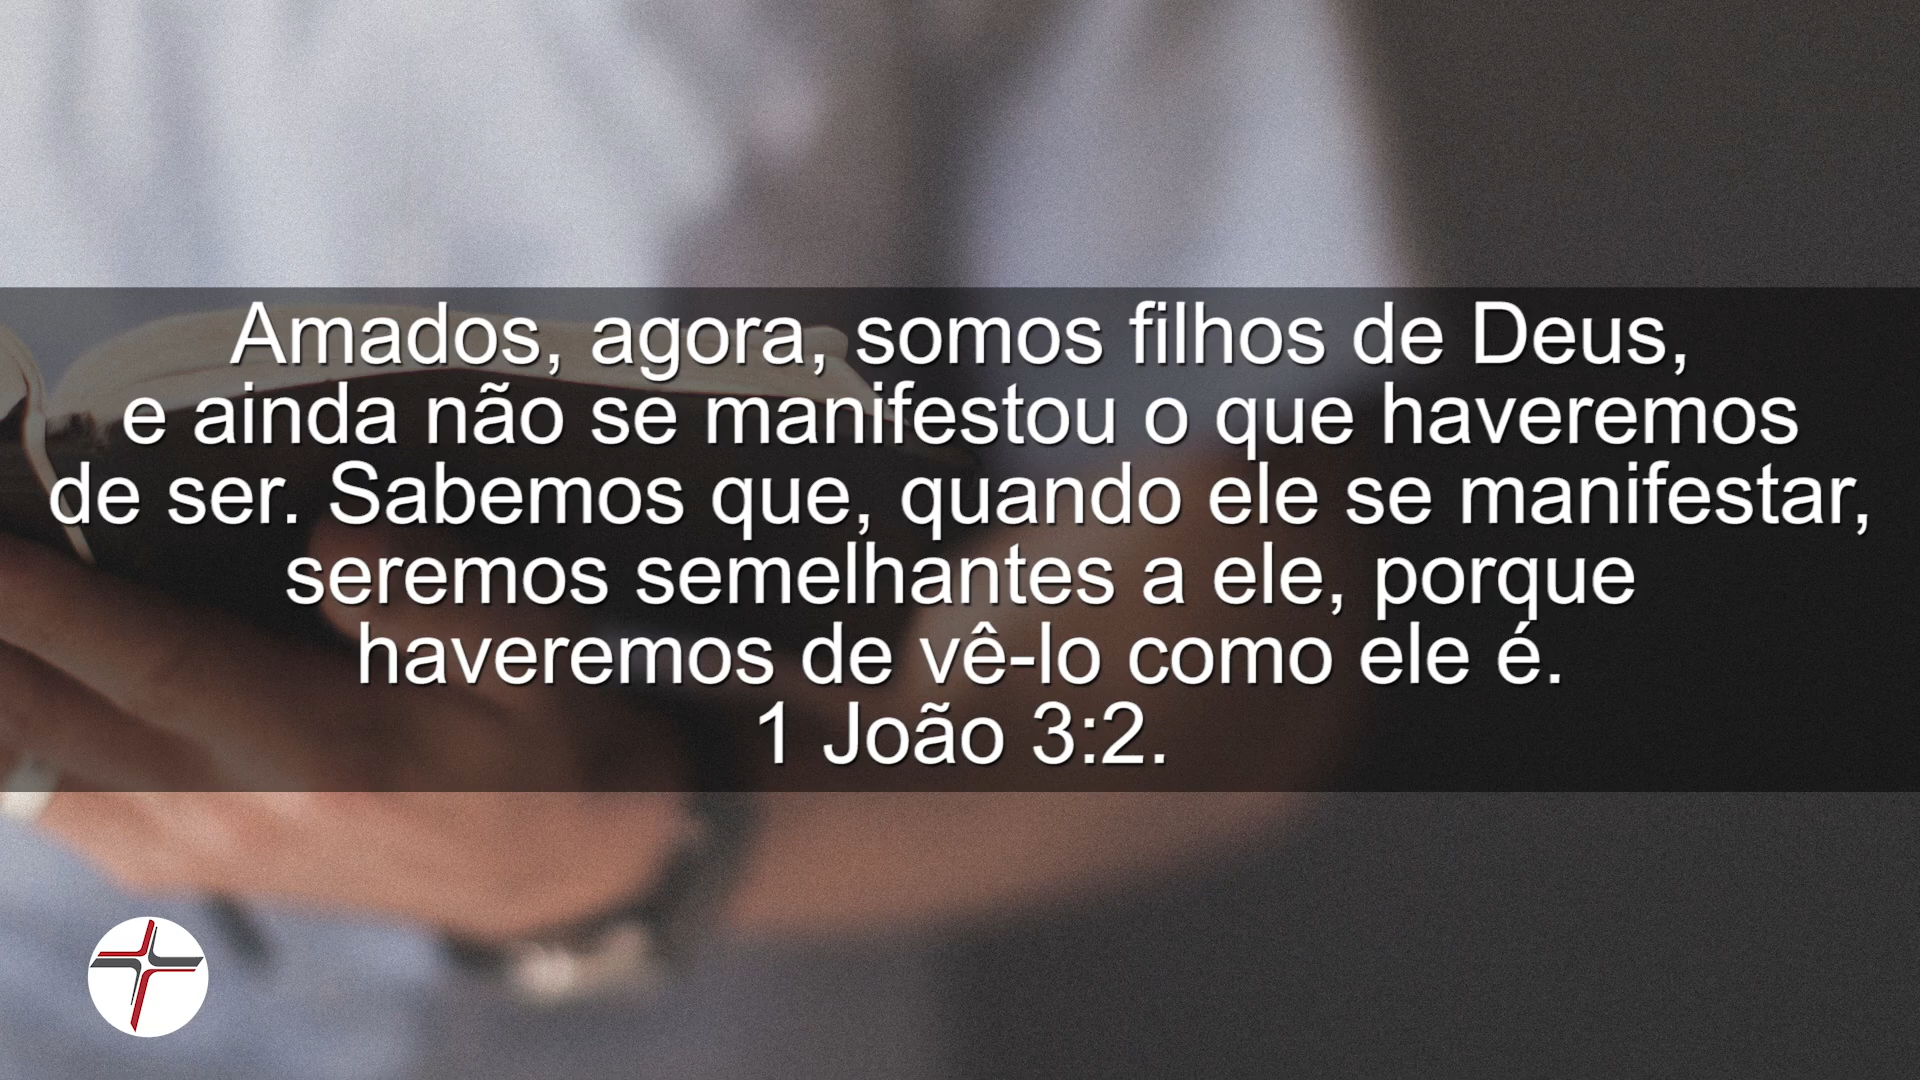 Amados, agora, somos filhos de Deus,
e ainda não se manifestou o que haveremos
de ser. Sabemos que, quando ele se manifestar,
seremos semelhantes a ele, porque
haveremos de vê-lo como ele é.
1 João 3:2.